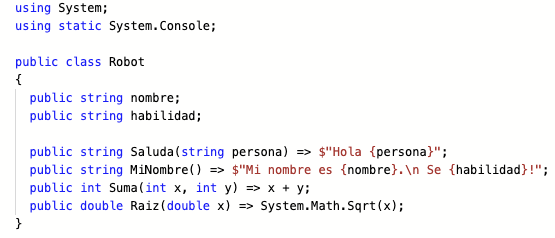 using System;
using static System.Console;
public class Robot
{
public string nombre;
public string habilidad;
public string Saluda(string persona) => $"Hola {persona}";
public string MiNombre() => $"Mi nombre es {nombre}.\n Se {habilidad}!";
public int Suma(int x, int y) => x + y;
public double Raiz(double x) => System.Math.Sqrt(x);
}